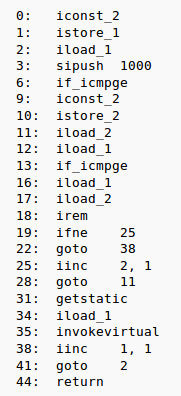 0: iconst_2
1: istore_1
2: iload_1
3: sipush 1000
6: if_icmpge
9: iconst_2
10: istore_2
11: iload_2
12: iload_1
13: if_icmpge
16: iload_1
17: iload_2
18: irem
19: ifne 25
22: goto 38
25: iinc 2, 1
28: goto 11
31: getstatic
34: iload_1
35: invokevirtual
38: iinc 1, 1
41: goto 2
44: return